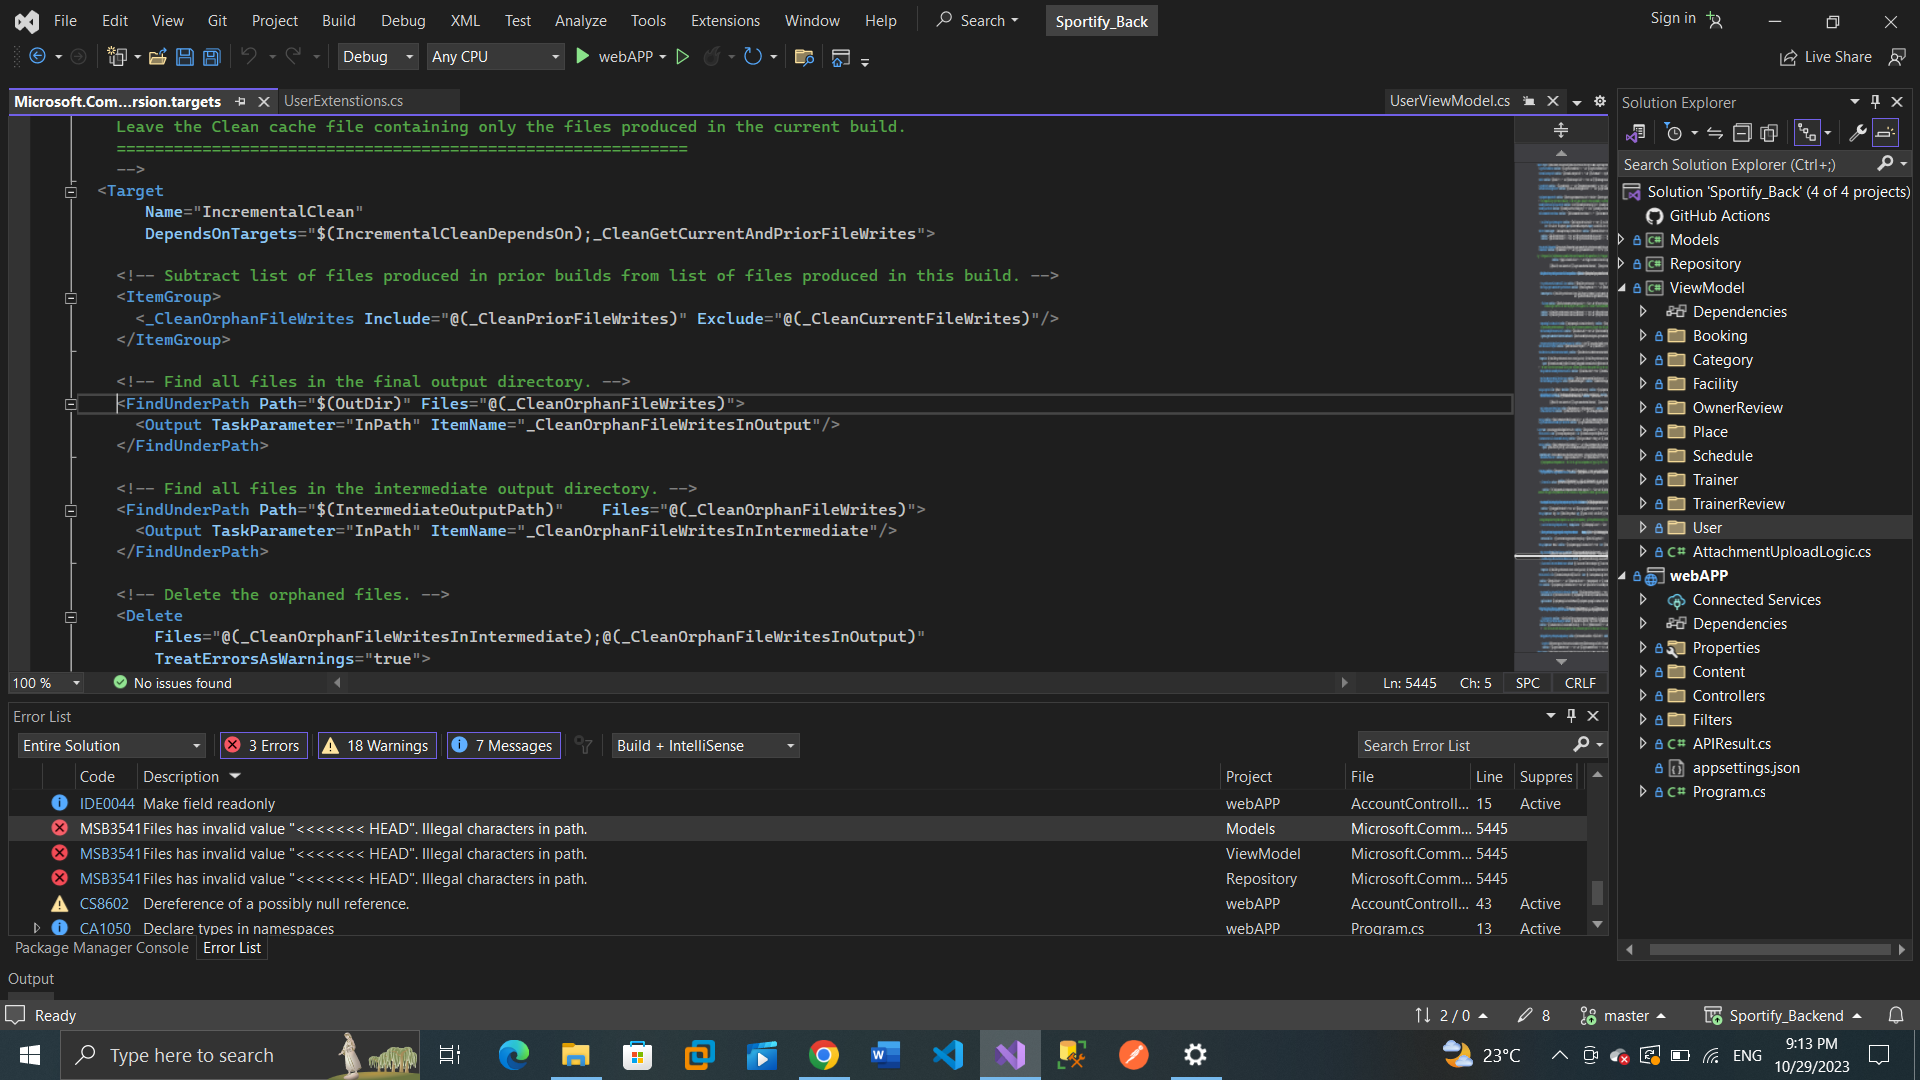 File Edit View Git Project Build Debug XML Test Analyze Tools Extensions Window Help Search Sportify_Back Sign in
Debug Any CPU webAPP Live Share
Microsoft.Com...rsion.targets UserExtenstions.cs UserViewModel.cs
Leave the Clean cache file containing only the files produced in the current build.
============================================================
-->
<Target
Name="IncrementalClean"
DependsOnTargets="$(IncrementalCleanDependsOn);_CleanGetCurrentAndPriorFileWrites">
<!-- Subtract list of files produced in prior builds from list of files produced in this build. -->
<ItemGroup>
<_CleanOrphanFileWrites Include="@(_CleanPriorFileWrites)" Exclude="@(_CleanCurrentFileWrites)"/>
</ItemGroup>
<!-- Find all files in the final output directory. -->
<FindUnderPath Path="$(OutDir)" Files="@(_CleanOrphanFileWrites)">
<Output TaskParameter="InPath" ItemName="_CleanOrphanFileWritesInOutput"/>
</FindUnderPath>
<!-- Find all files in the intermediate output directory. -->
<FindUnderPath Path="$(IntermediateOutputPath)" Files="@(_CleanOrphanFileWrites)">
<Output TaskParameter="InPath" ItemName="_CleanOrphanFileWritesInIntermediate"/>
</FindUnderPath>
<!-- Delete the orphaned files. -->
<Delete
Files="@(_CleanOrphanFileWritesInIntermediate);@(_CleanOrphanFileWritesInOutput)"
TreatErrorsAsWarnings="true">
100 % No issues found Ln: 5445 Ch: 5 SPC CRLF
Error List
Entire Solution 3 Errors 18 Warnings 7 Messages Build + IntelliSense Search Error List
Code Description Project File Line Suppres
IDE0044 Make field readonly webAPP AccountControll... 15 Active
MSB3541 Files has invalid value "<<<<<<< HEAD". Illegal characters in path. Models Microsoft.Comm... 5445
MSB3541 Files has invalid value "<<<<<<< HEAD". Illegal characters in path. ViewModel Microsoft.Comm... 5445
MSB3541 Files has invalid value "<<<<<<< HEAD". Illegal characters in path. Repository Microsoft.Comm... 5445
CS8602 Dereference of a possibly null reference. webAPP AccountControll... 43 Active
CA1050 Declare types in namespaces webAPP Program.cs 13 Active
Package Manager Console Error List
Output
Solution Explorer
Search Solution Explorer (Ctrl+;)
Solution 'Sportify_Back' (4 of 4 projects)
GitHub Actions
C# Models
C# Repository
C# ViewModel
Dependencies
Booking
Category
Facility
OwnerReview
Place
Schedule
Trainer
TrainerReview
User
C# AttachmentUploadLogic.cs
webAPP
Connected Services
Dependencies
Properties
Content
Controllers
Filters
C# APIResult.cs
appsettings.json
C# Program.cs
Ready 2 / 0 8 master Sportify_Backend
Type here to search 23°C ENG 9:13 PM
10/29/2023